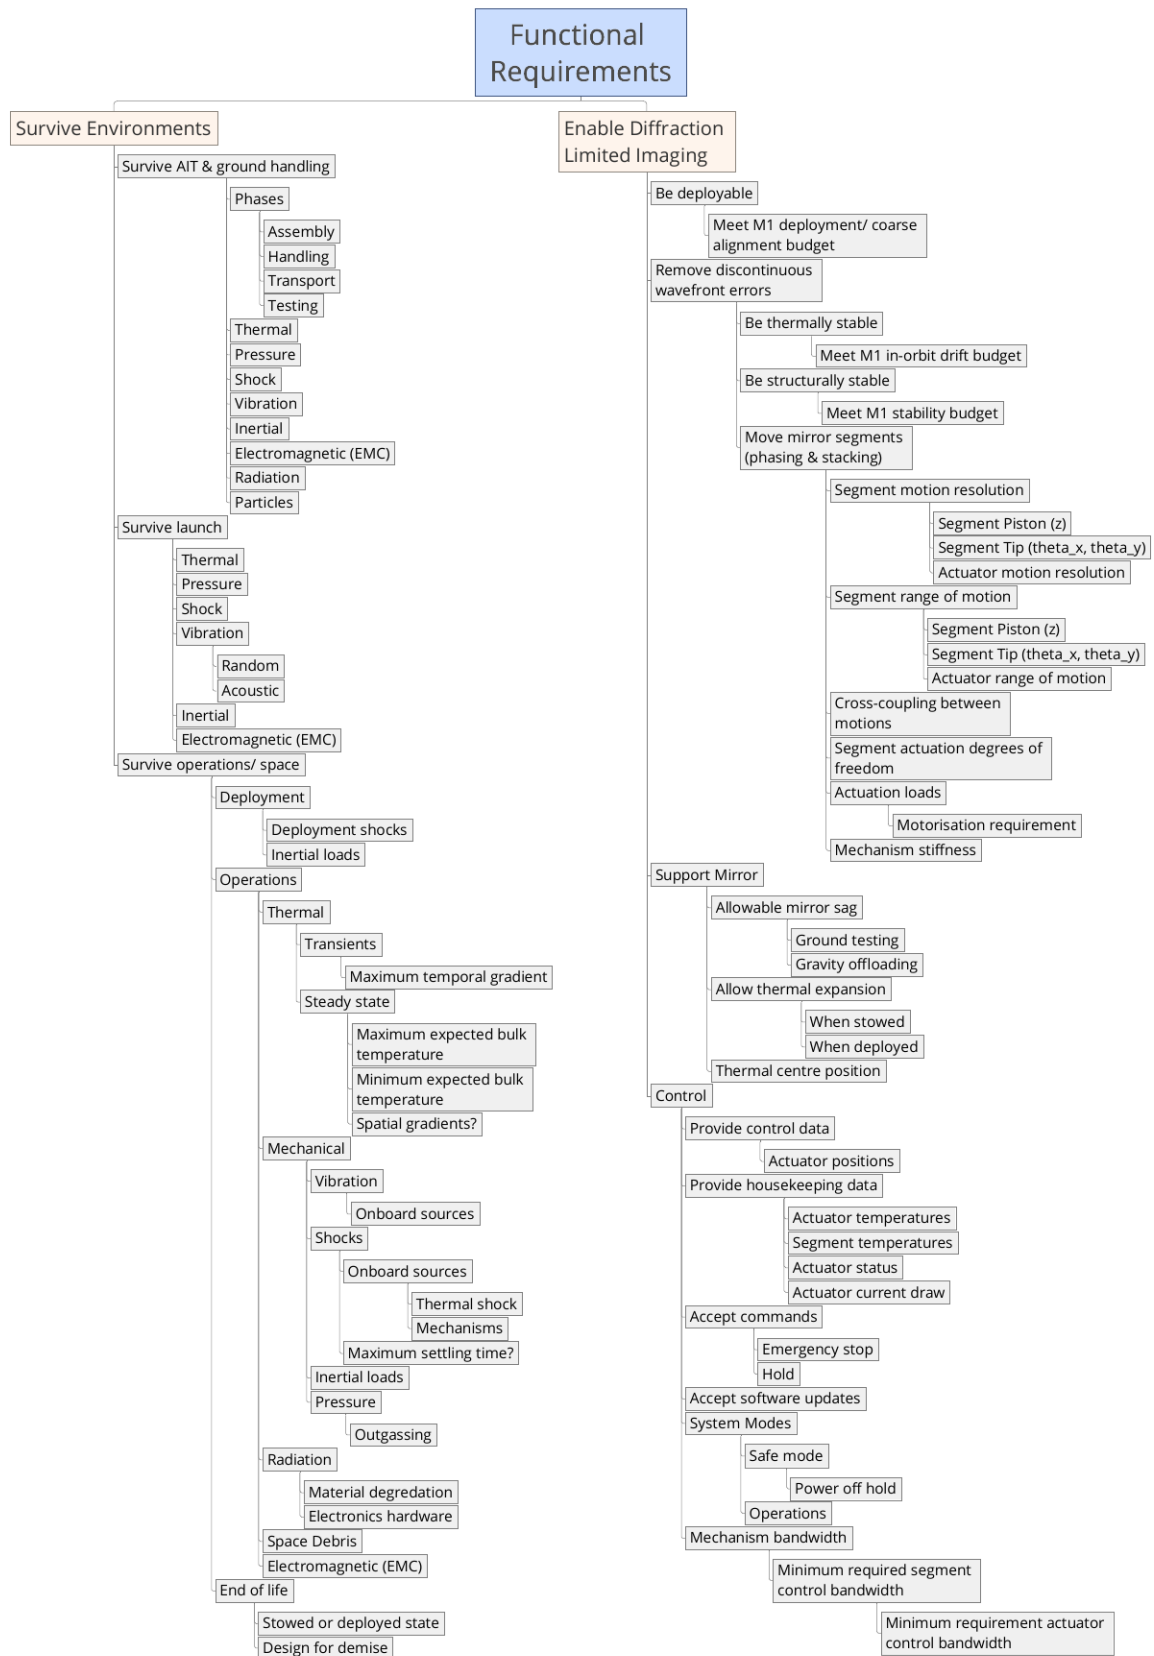 Functional
Requirements
Survive Environments
Survive AIT & ground handling
Phases
Assembly
Handling
Transport
Testing
Thermal
Pressure
Shock
Vibration
Inertial
Electromagnetic (EMC)
Radiation
Particles
Survive launch
Thermal
Pressure
Shock
Vibration
Random
Acoustic
Inertial
Electromagnetic (EMC)
Survive operations/ space
Deployment
Deployment shocks
Inertial loads
Operations
Thermal
Transients
Maximum temporal gradient
Steady state
Maximum expected bulk
temperature
Minimum expected bulk
temperature
Spatial gradients?
Mechanical
Vibration
Onboard sources
Shocks
Onboard sources
Thermal shock
Mechanisms
Maximum settling time?
Inertial loads
Pressure
Outgassing
Radiation
Material degredation
Electronics hardware
Space Debris
Electromagnetic (EMC)
End of life
Stowed or deployed state
Design for demise
Enable Diffraction
Limited Imaging
Be deployable
Meet M1 deployment/ coarse
alignment budget
Remove discontinuous
wavefront errors
Be thermally stable
Meet M1 in-orbit drift budget
Be structurally stable
Meet M1 stability budget
Move mirror segments
(phasing & stacking)
Segment motion resolution
Segment Piston (z)
Segment Tip (theta_x, theta_y)
Actuator motion resolution
Segment range of motion
Segment Piston (z)
Segment Tip (theta_x, theta_y)
Actuator range of motion
Cross-coupling between
motions
Segment actuation degrees of
freedom
Actuation loads
Motorisation requirement
Mechanism stiffness
Support Mirror
Allowable mirror sag
Ground testing
Gravity offloading
Allow thermal expansion
When stowed
When deployed
Thermal centre position
Control
Provide control data
Actuator positions
Provide housekeeping data
Actuator temperatures
Segment temperatures
Actuator status
Actuator current draw
Accept commands
Emergency stop
Hold
Accept software updates
System Modes
Safe mode
Power off hold
Operations
Mechanism bandwidth
Minimum required segment
control bandwidth
Minimum requirement actuator
control bandwidth